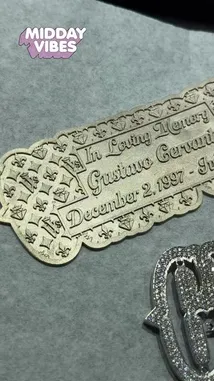 MIDDAY
VIBES
In Loving Memory
Gustavo
December 2, 1997 -